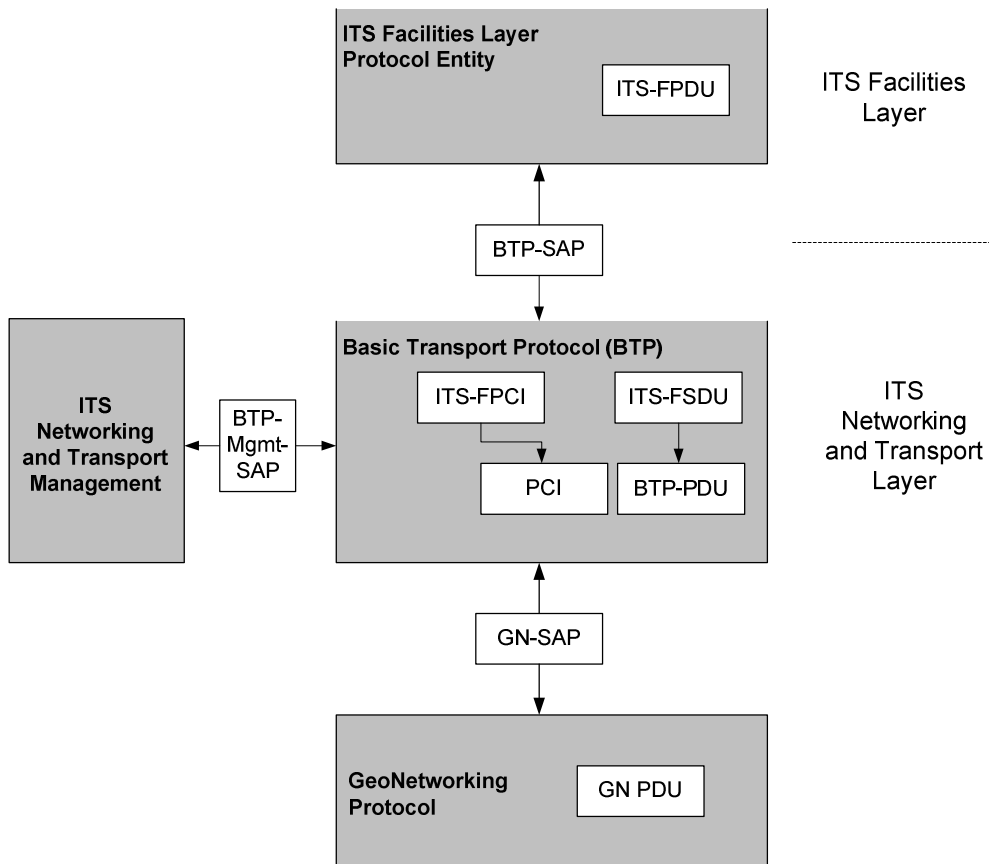 ITS Facilities Layer
Protocol Entity
ITS-FPDU
ITS Facilities
Layer
BTP-SAP
ITS
Networking
and Transport
Management
BTP-
Mgmt-
SAP
Basic Transport Protocol (BTP)
ITS-FPCI
ITS-FSDU
PCI
BTP-PDU
ITS
Networking
and Transport
Layer
GN-SAP
GeoNetworking
Protocol
GN PDU